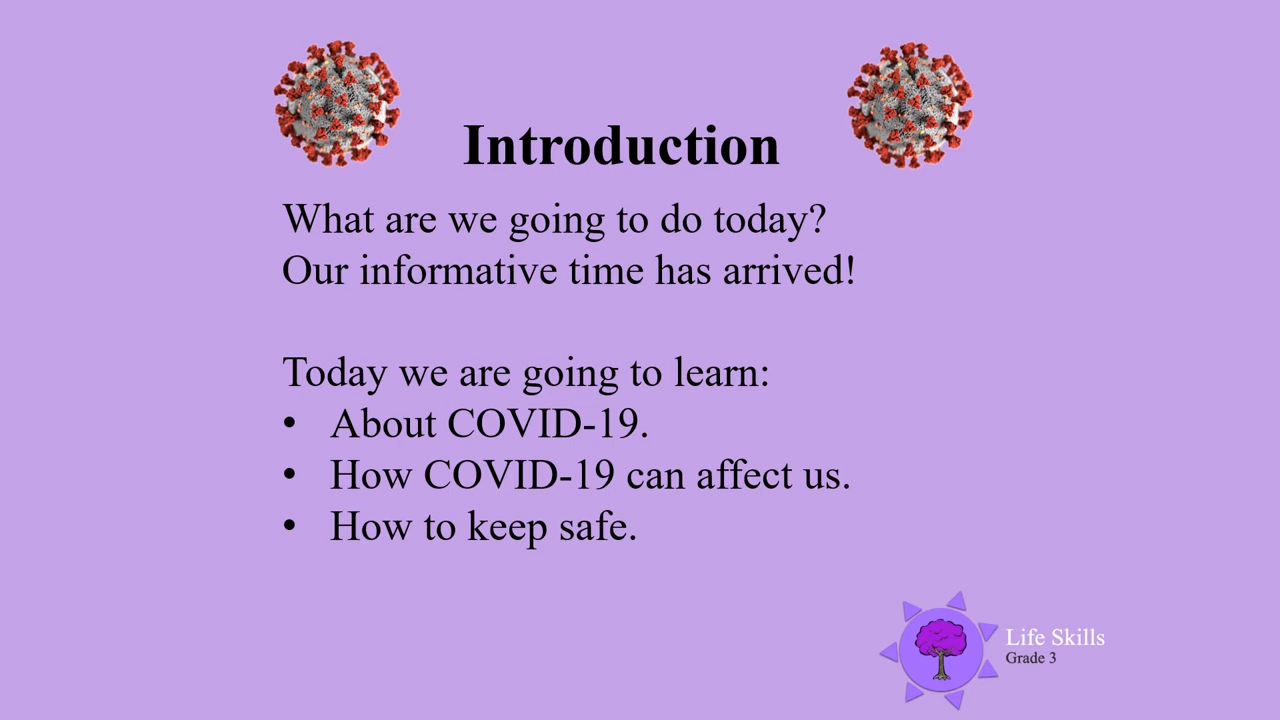 Introduction
What are we going to do today?
Our informative time has arrived!
Today we are going to learn:
• About COVID-19.
• How COVID-19 can affect us.
• How to keep safe.
Life Skills
Grade 3